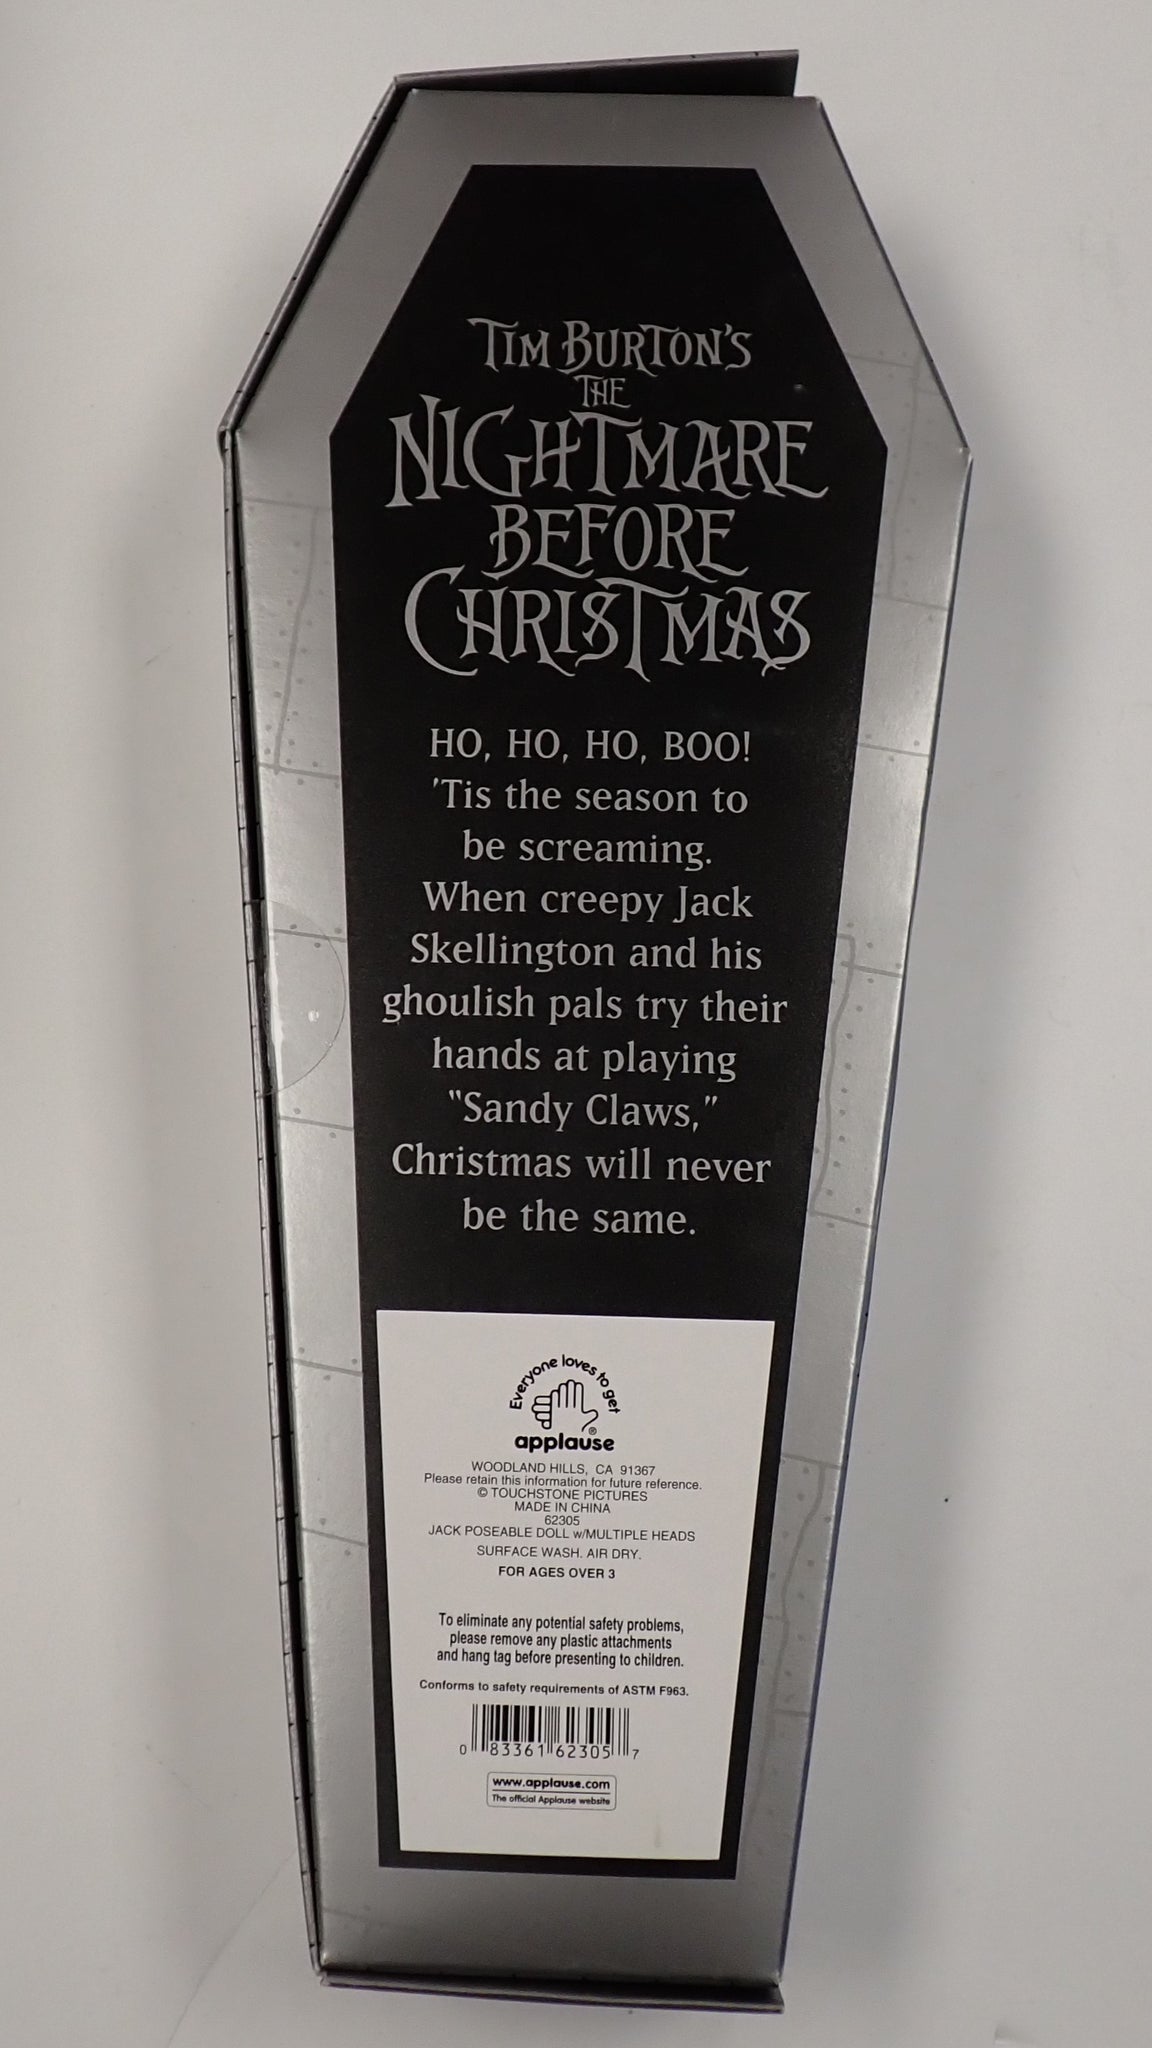 TIM BURTON'S
THE
NIGHTMARE
BEFORE
CHRISTMAS
HO, HO, HO, BOO!
'Tis the season to
be screaming.
When creepy Jack
Skellington and his
ghoulish pals try their
hands at playing
"Sandy Claws,"
Christmas will never
be the same.
Everyone loves to get
®
applause
WOODLAND HILLS, CA 91367
Please retain this information for future reference.
© TOUCHSTONE PICTURES
MADE IN CHINA
62305
JACK POSEABLE DOLL w/MULTIPLE HEADS
SURFACE WASH. AIR DRY.
FOR AGES OVER 3
To eliminate any potential safety problems,
please remove any plastic attachments
and hang tag before presenting to children.
Conforms to safety requirements of ASTM F963.
0 83361 62305 7
www.applause.com
The official Applause website